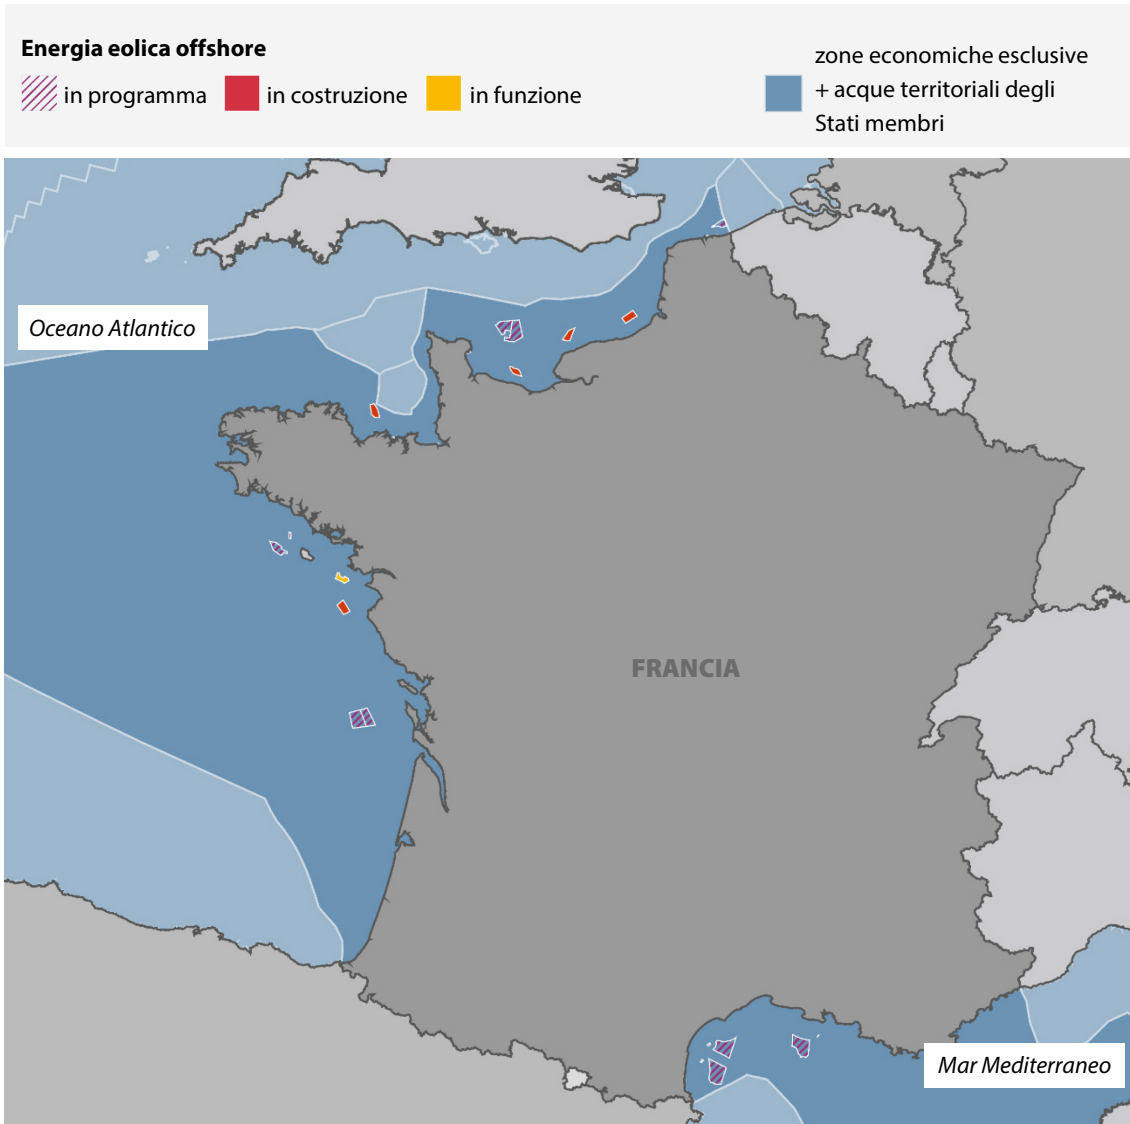 Energia eolica offshore
in programma
in costruzione
in funzione
zone economiche esclusive
+ acque territoriali degli
Stati membri
Oceano Atlantico
FRANCIA
Mar Mediterraneo